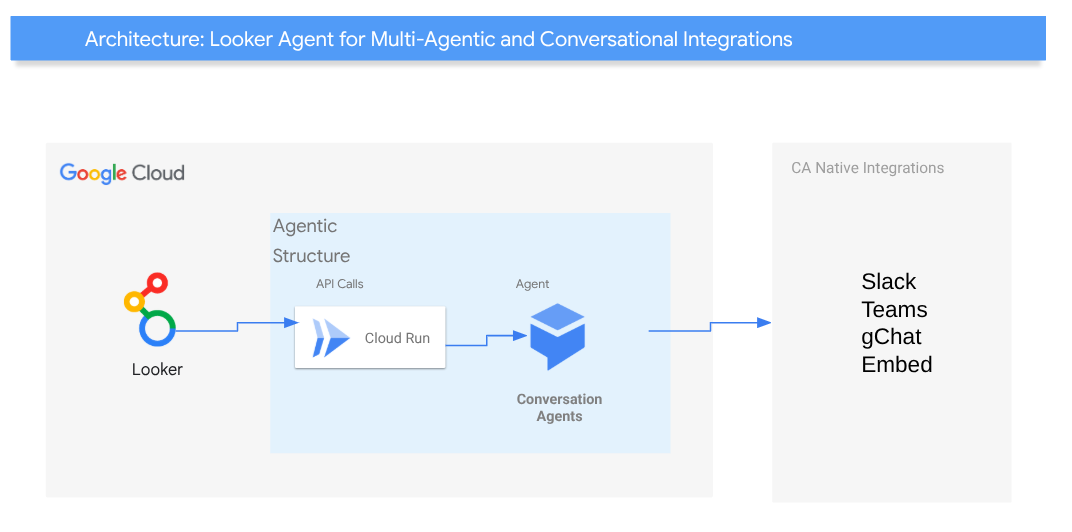 Architecture: Looker Agent for Multi-Agentic and Conversational Integrations
Google Cloud
Agentic
Structure
API Calls
Agent
Cloud Run
Looker
Conversation
Agents
CA Native Integrations
Slack
Teams
gChat
Embed